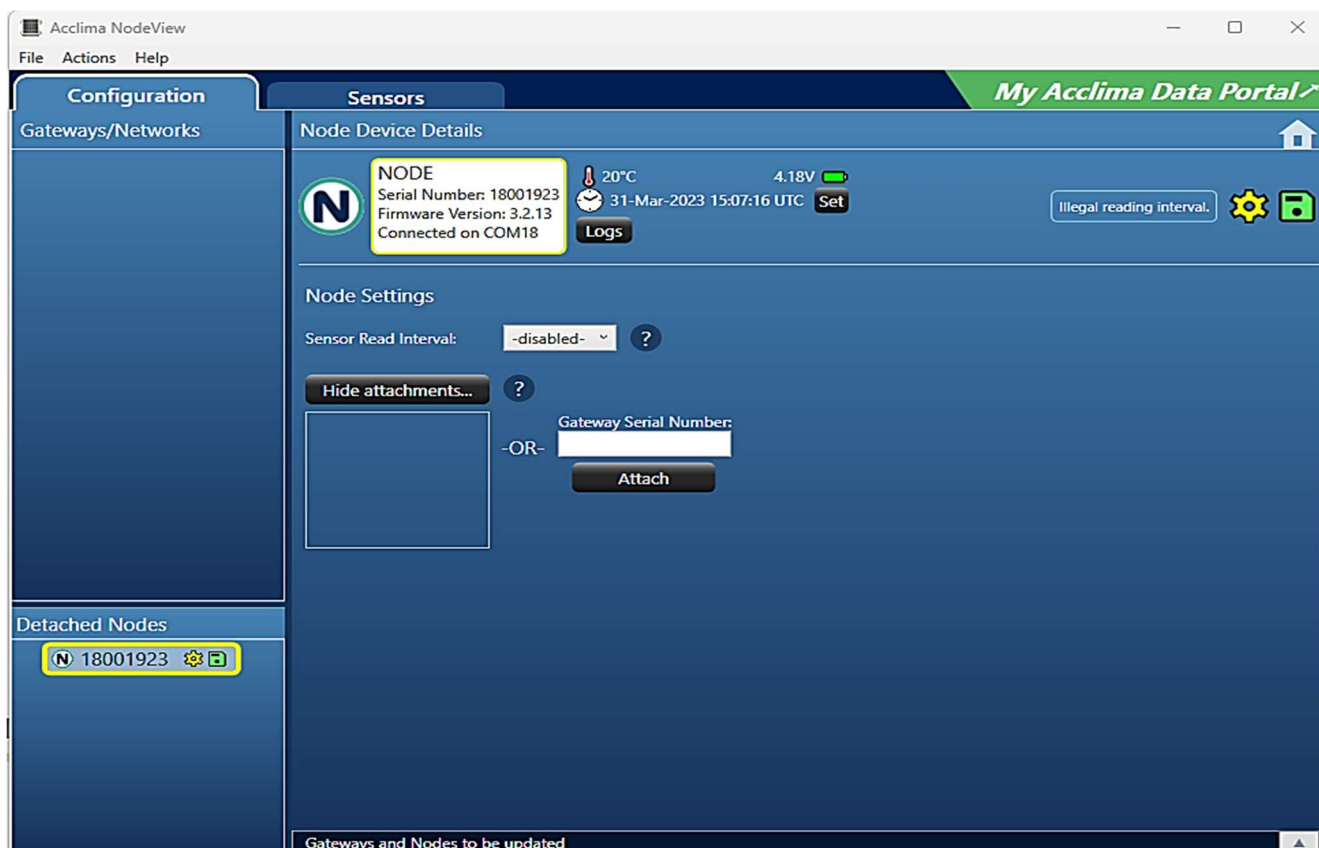 Acclima NodeView
File Actions Help
Configuration
Sensors
My Acclima Data Portal
Gateways/Networks
Node Device Details
N
NODE
Serial Number: 18001923
Firmware Version: 3.2.13
Connected on COM18
20°C
4.18V
31-Mar-2023 15:07:16 UTC
Set
Logs
Illegal reading interval.
Node Settings
Sensor Read Interval:
-disabled-
?
Hide attachments...
?
-OR-
Gateway Serial Number:
Attach
Detached Nodes
N 18001923
Gateways and Nodes to be updated